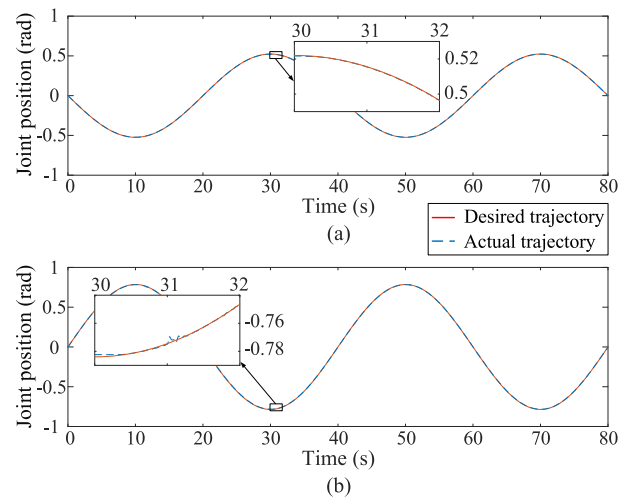 Joint position (rad)
1
0.5
0
-0.5
-1
30 31 32
0.52
0.5
0 10 20 30 40 50 60 70 80
Time (s)
(a)
Desired trajectory
Actual trajectory
Joint position (rad)
1
0.5
0
-0.5
-1
30 31 32
-0.76
-0.78
0 10 20 30 40 50 60 70 80
Time (s)
(b)